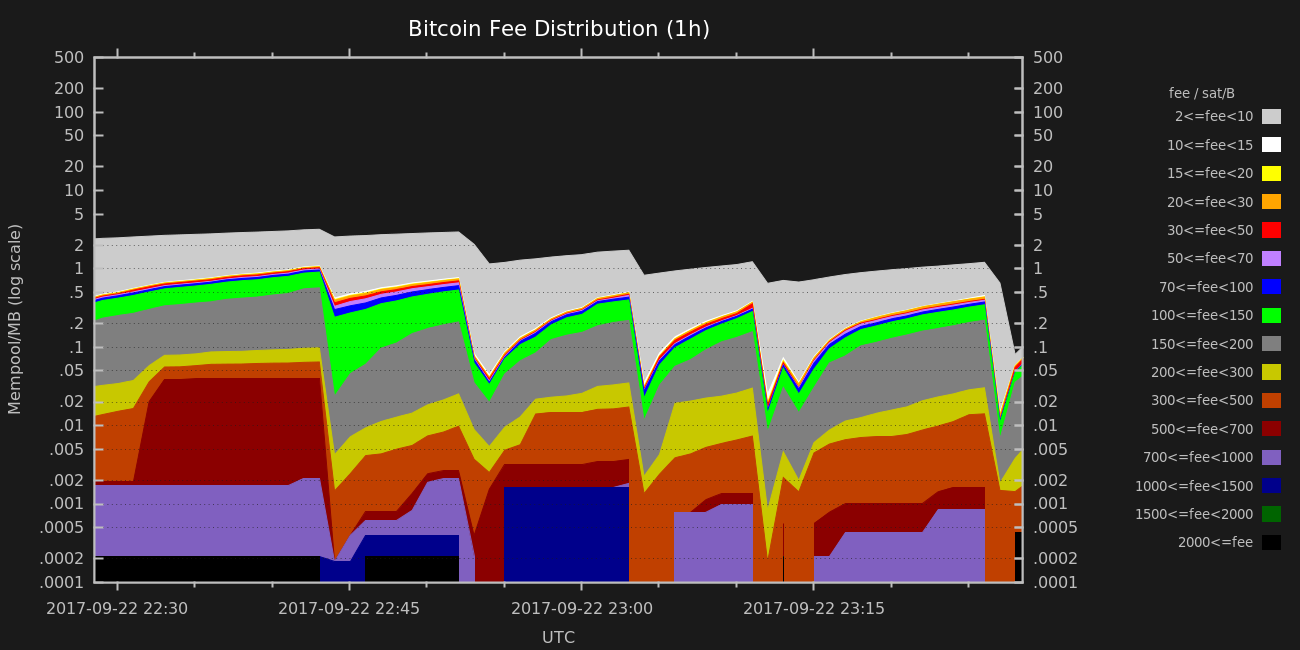 Bitcoin Fee Distribution (1h)
Mempool/MB (log scale)
500
200
100
50
20
10
5
2
1
.5
.2
.1
.05
.02
.01
.005
.002
.001
.0005
.0002
.0001
500
200
100
50
20
10
5
2
1
.5
.2
.1
.05
.02
.01
.005
.002
.001
.0005
.0002
.0001
2017-09-22 22:30
2017-09-22 22:45
2017-09-22 23:00
2017-09-22 23:15
UTC
fee / sat/B
2<=fee<10
10<=fee<15
15<=fee<20
20<=fee<30
30<=fee<50
50<=fee<70
70<=fee<100
100<=fee<150
150<=fee<200
200<=fee<300
300<=fee<500
500<=fee<700
700<=fee<1000
1000<=fee<1500
1500<=fee<2000
2000<=fee